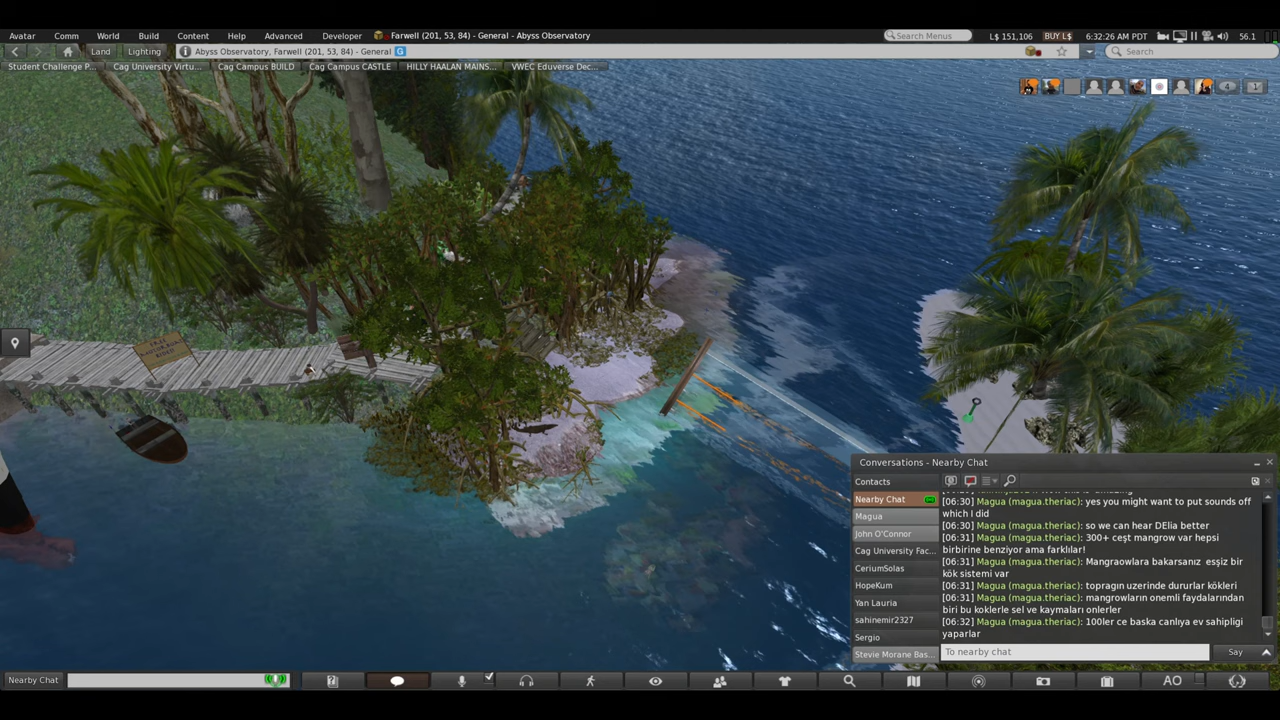 Avatar Comm World Build Content Help Advanced Developer Farwell (201, 53, 84) - General - Abyss Observatory Search Menus L$ 151,106 BUY L$ 6:32:26 AM PDT 56.1
Land Lighting Abyss Observatory, Farwell (201, 53, 84) - General G Search
Student Challenge P... Cag University Virtu... Cag Campus BUILD Cag Campus CASTLE HILLY HAALAN MAINS... VWEC Eduverse Dec...
4 1
Conversations - Nearby Chat
Contacts
Nearby Chat
Magua
John O'Connor
Cag University Fac...
CeriumSolas
HopeKum
Yan Lauria
sahinemir2327
Sergio
Stevie Morane Bas...
[06:30] Magua (magua.theriac): yes you might want to put sounds off
which I did
[06:30] Magua (magua.theriac): so we can hear DElia better
[06:31] Magua (magua.theriac): 300+ ceşt mangrow var hepsi
birbirine benziyor ama farklılar!
[06:31] Magua (magua.theriac): Mangraowlara bakarsanız eşşiz bir
kök sistemi var
[06:31] Magua (magua.theriac): topragın uzerinde dururlar kökleri
[06:31] Magua (magua.theriac): mangrowların onemli faydalarından
biri bu koklerle sel ve kaymaları onlerler
[06:32] Magua (magua.theriac): 100ler ce baska canlıya ev sahipligi
yaparlar
To nearby chat Say
Nearby Chat AO